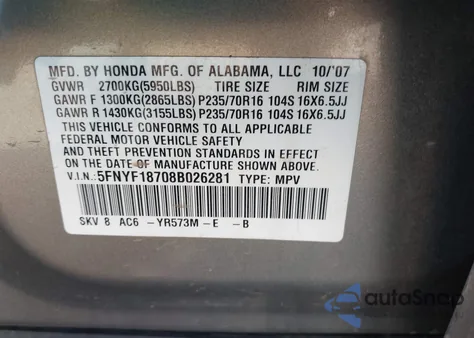 MFD. BY HONDA MFG. OF ALABAMA, LLC 10/'07
GVWR 2700KG(5950LBS) TIRE SIZE RIM SIZE
GAWR F 1300KG(2865LBS) P235/70R16 104S 16X6.5JJ
GAWR R 1430KG(3155LBS) P235/70R16 104S 16X6.5JJ
THIS VEHICLE CONFORMS TO ALL APPLICABLE
FEDERAL MOTOR VEHICLE SAFETY
AND THEFT PREVENTION STANDARDS IN EFFECT ON
THE DATE OF MANUFACTURE SHOWN ABOVE.
V.I.N.: 5FNYF18708B026281 TYPE: MPV
SKV 8 AC6 -YR573M-E -B
autoSnap